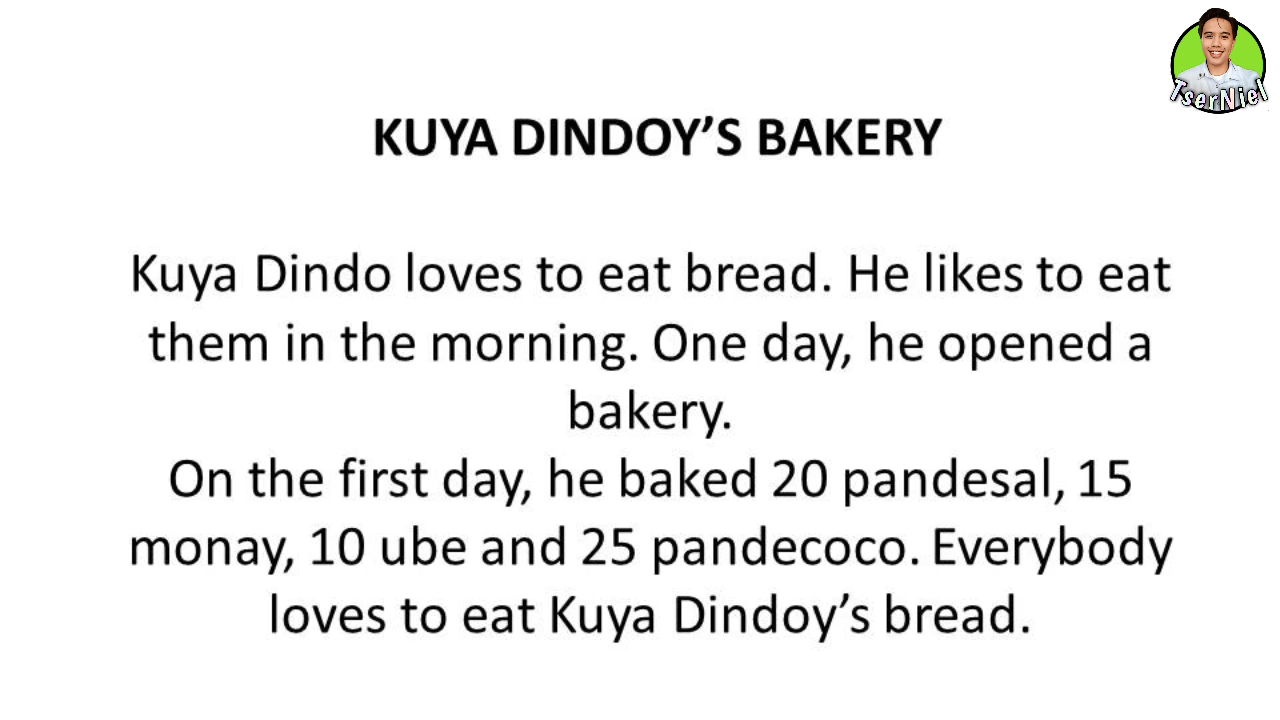 TserNiel
KUYA DINDOY’S BAKERY
Kuya Dindo loves to eat bread. He likes to eat
them in the morning. One day, he opened a
bakery.
On the first day, he baked 20 pandesal, 15
monay, 10 ube and 25 pandecoco. Everybody
loves to eat Kuya Dindoy’s bread.